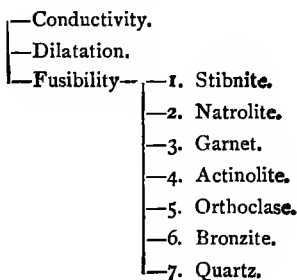 Conductivity.
Dilatation.
Fusibility
1. Stibnite.
2. Natrolite.
3. Garnet.
4. Actinolite.
5. Orthoclase.
6. Bronzite.
7. Quartz.